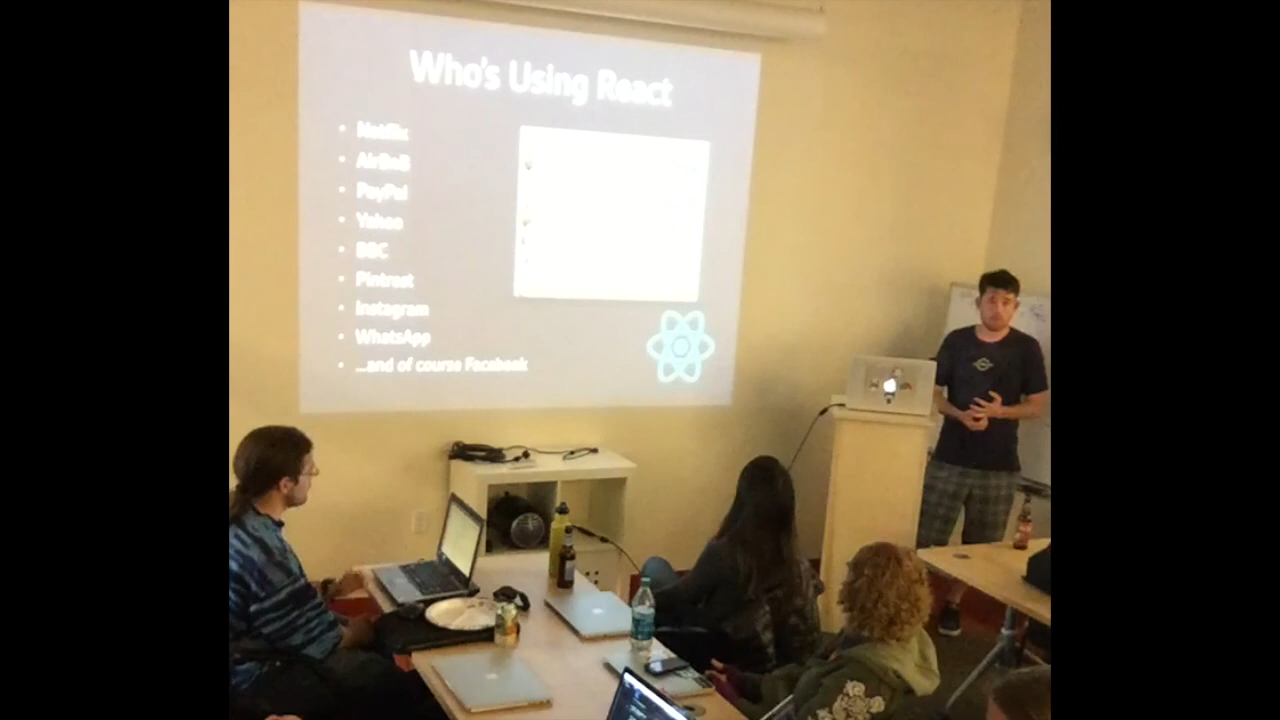 Who's Using React
• Netflix
• AirBnB
• PayPal
• Yahoo
• BBC
• Pintrest
• Instagram
• WhatsApp
• ...and of course Facebook